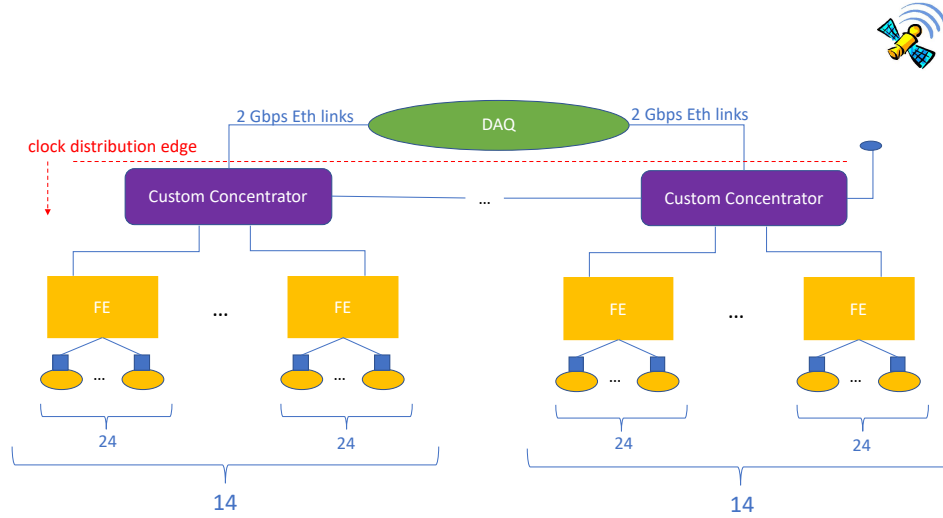 2 Gbps Eth links
DAQ
2 Gbps Eth links
clock distribution edge
Custom Concentrator
...
Custom Concentrator
FE
...
FE
FE
...
FE
...
...
...
...
24
24
24
24
14
14